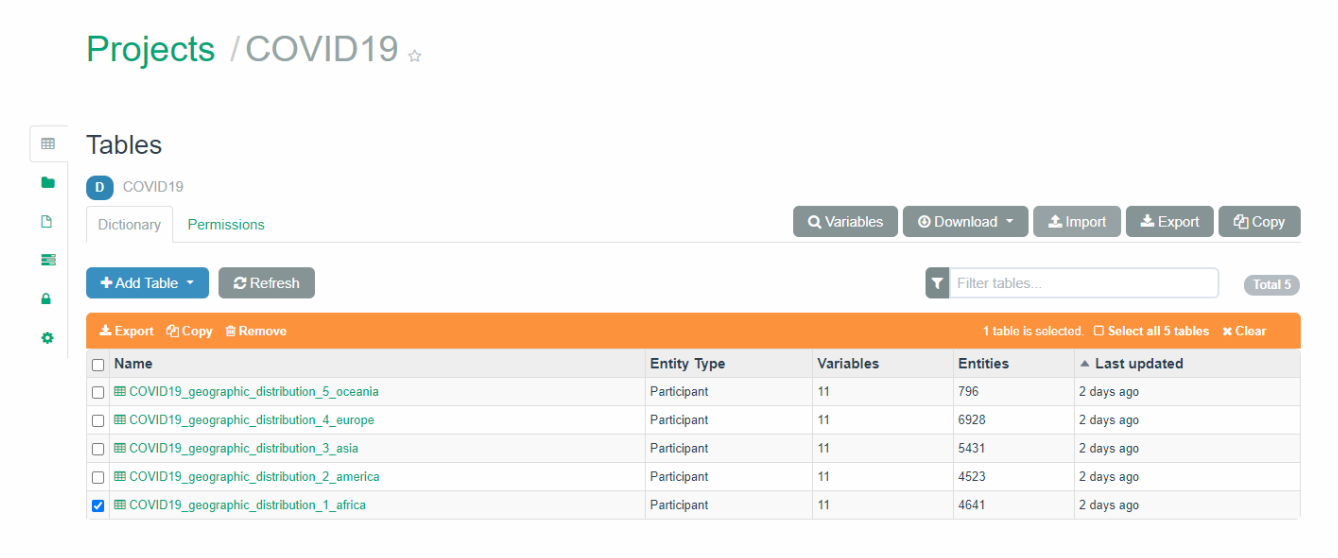 Projects / COVID19
Tables
D COVID19
Dictionary Permissions Variables Download Import Export Copy
Add Table Refresh Filter tables... Total 5
Export Copy Remove 1 table is selected. Select all 5 tables Clear
Name Entity Type Variables Entities Last updated
COVID19_geographic_distribution_5_oceania Participant 11 796 2 days ago
COVID19_geographic_distribution_4_europe Participant 11 6928 2 days ago
COVID19_geographic_distribution_3_asia Participant 11 5431 2 days ago
COVID19_geographic_distribution_2_america Participant 11 4523 2 days ago
COVID19_geographic_distribution_1_africa Participant 11 4641 2 days ago